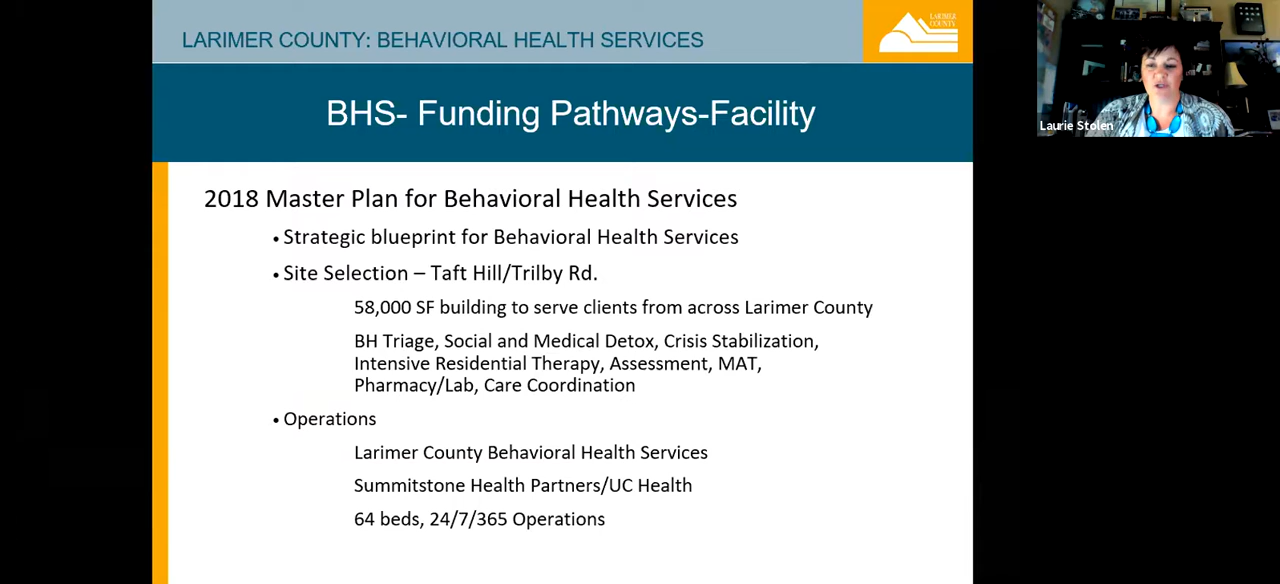 LARIMER COUNTY: BEHAVIORAL HEALTH SERVICES
LARIMER
COUNTY
BHS- Funding Pathways-Facility
Laurie Stolen
2018 Master Plan for Behavioral Health Services
• Strategic blueprint for Behavioral Health Services
• Site Selection – Taft Hill/Trilby Rd.
58,000 SF building to serve clients from across Larimer County
BH Triage, Social and Medical Detox, Crisis Stabilization,
Intensive Residential Therapy, Assessment, MAT,
Pharmacy/Lab, Care Coordination
• Operations
Larimer County Behavioral Health Services
Summitstone Health Partners/UC Health
64 beds, 24/7/365 Operations